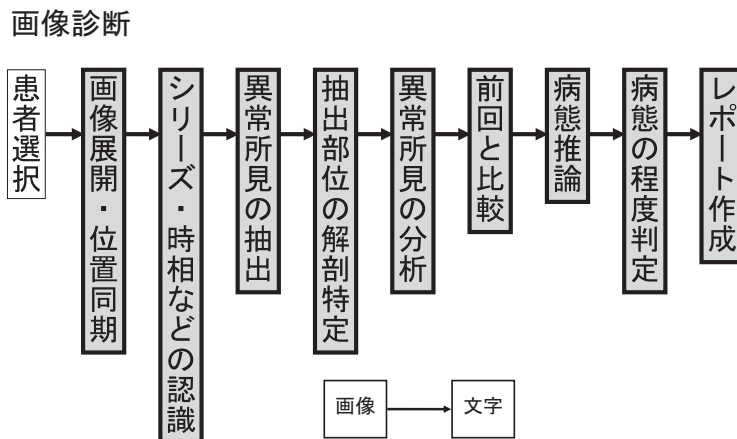 画像診断
患者選択
画像展開・位置同期
シリーズ・時相などの認識
異常所見の抽出
抽出部位の解剖特定
異常所見の分析
前回と比較
病態推論
病態の程度判定
レポート作成
画像
文字